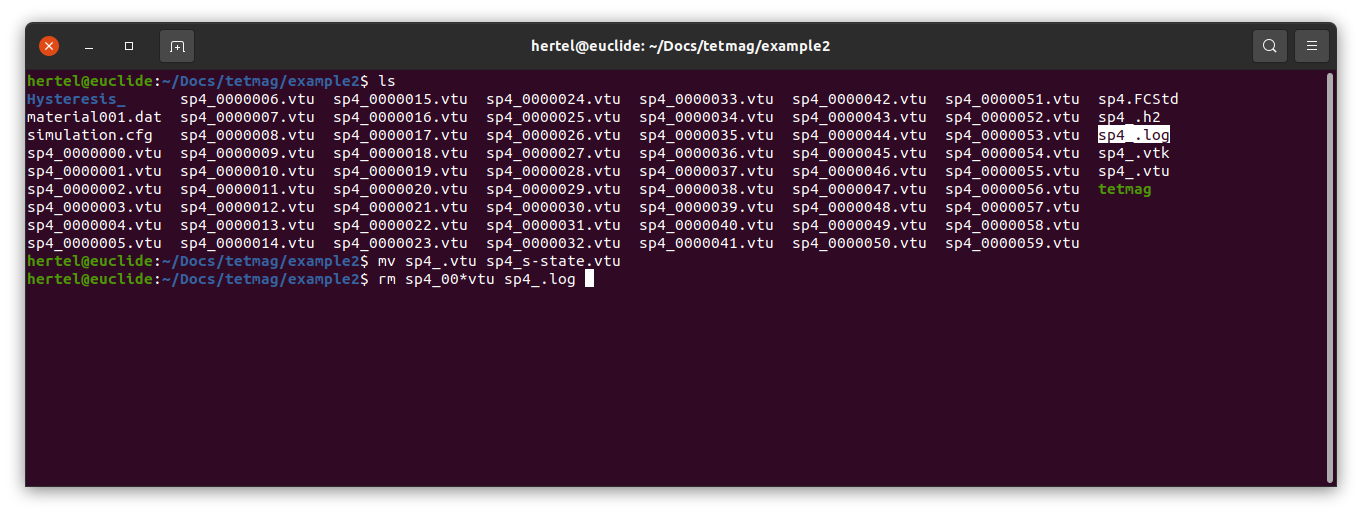 hertel@euclide: ~/Docs/tetmag/example2
hertel@euclide:~/Docs/tetmag/example2$ ls
Hysteresis_ sp4_0000006.vtu sp4_0000015.vtu sp4_0000024.vtu sp4_0000033.vtu sp4_0000042.vtu sp4_0000051.vtu sp4.FCStd
material001.dat sp4_0000007.vtu sp4_0000016.vtu sp4_0000025.vtu sp4_0000034.vtu sp4_0000043.vtu sp4_0000052.vtu sp4_.h2
simulation.cfg sp4_0000008.vtu sp4_0000017.vtu sp4_0000026.vtu sp4_0000035.vtu sp4_0000044.vtu sp4_0000053.vtu sp4_.log
sp4_0000000.vtu sp4_0000009.vtu sp4_0000018.vtu sp4_0000027.vtu sp4_0000036.vtu sp4_0000045.vtu sp4_0000054.vtu sp4_.vtk
sp4_0000001.vtu sp4_0000010.vtu sp4_0000019.vtu sp4_0000028.vtu sp4_0000037.vtu sp4_0000046.vtu sp4_0000055.vtu sp4_.vtu
sp4_0000002.vtu sp4_0000011.vtu sp4_0000020.vtu sp4_0000029.vtu sp4_0000038.vtu sp4_0000047.vtu sp4_0000056.vtu tetmag
sp4_0000003.vtu sp4_0000012.vtu sp4_0000021.vtu sp4_0000030.vtu sp4_0000039.vtu sp4_0000048.vtu sp4_0000057.vtu
sp4_0000004.vtu sp4_0000013.vtu sp4_0000022.vtu sp4_0000031.vtu sp4_0000040.vtu sp4_0000049.vtu sp4_0000058.vtu
sp4_0000005.vtu sp4_0000014.vtu sp4_0000023.vtu sp4_0000032.vtu sp4_0000041.vtu sp4_0000050.vtu sp4_0000059.vtu
hertel@euclide:~/Docs/tetmag/example2$ mv sp4_.vtu sp4_s-state.vtu
hertel@euclide:~/Docs/tetmag/example2$ rm sp4_00*vtu sp4_.log